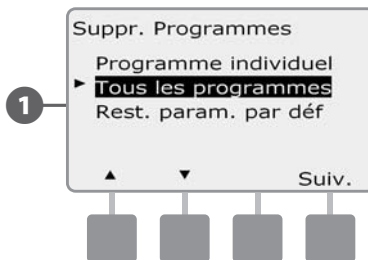 Suppr. Programmes
Programme individuel
► Tous les programmes
Rest. param. par déf
▲ ▼ Suiv.
1